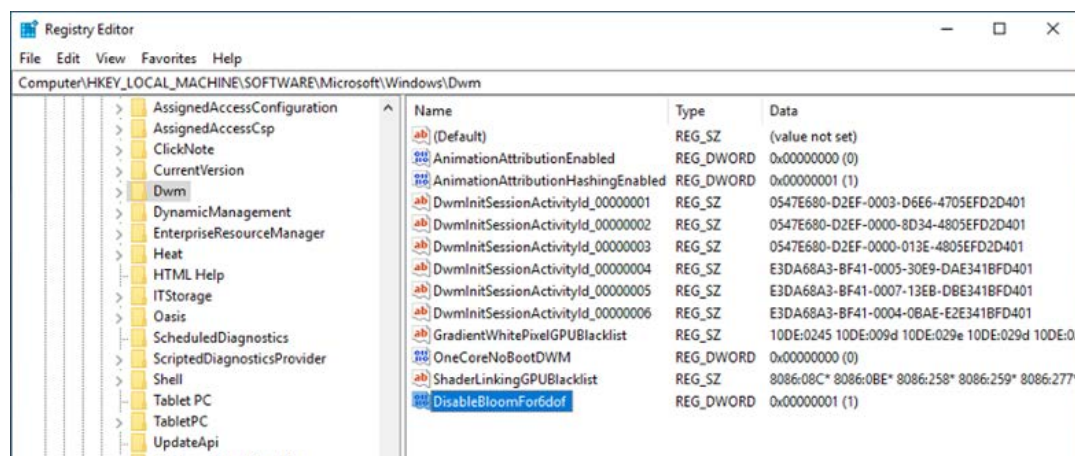 Registry Editor
File Edit View Favorites Help
Computer\HKEY_LOCAL_MACHINE\SOFTWARE\Microsoft\Windows\Dwm
AssignedAccessConfiguration
AssignedAccessCsp
ClickNote
CurrentVersion
Dwm
DynamicManagement
EnterpriseResourceManager
Heat
HTML Help
ITStorage
Oasis
ScheduledDiagnostics
ScriptedDiagnosticsProvider
Shell
Tablet PC
TabletPC
UpdateApi
Name Type Data
(Default) REG_SZ (value not set)
AnimationAttributionEnabled REG_DWORD 0x00000000 (0)
AnimationAttributionHashingEnabled REG_DWORD 0x00000001 (1)
DwmInitSessionActivityId_00000001 REG_SZ 0547E680-D2EF-0003-D6E6-4705EFD2D401
DwmInitSessionActivityId_00000002 REG_SZ 0547E680-D2EF-0000-8D34-4805EFD2D401
DwmInitSessionActivityId_00000003 REG_SZ 0547E680-D2EF-0000-013E-4805EFD2D401
DwmInitSessionActivityId_00000004 REG_SZ E3DA68A3-BF41-0005-30E9-DAE341BFD401
DwmInitSessionActivityId_00000005 REG_SZ E3DA68A3-BF41-0007-13EB-DBE341BFD401
DwmInitSessionActivityId_00000006 REG_SZ E3DA68A3-BF41-0004-0BAE-E2E341BFD401
GradientWhitePixelGPUBlacklist REG_SZ 10DE:0245 10DE:009d 10DE:029e 10DE:029d 10DE:0
OneCoreNoBootDWM REG_DWORD 0x00000000 (0)
ShaderLinkingGPUBlacklist REG_SZ 8086:08C* 8086:0BE* 8086:258* 8086:259* 8086:277*
DisableBloomFor6dof REG_DWORD 0x00000001 (1)